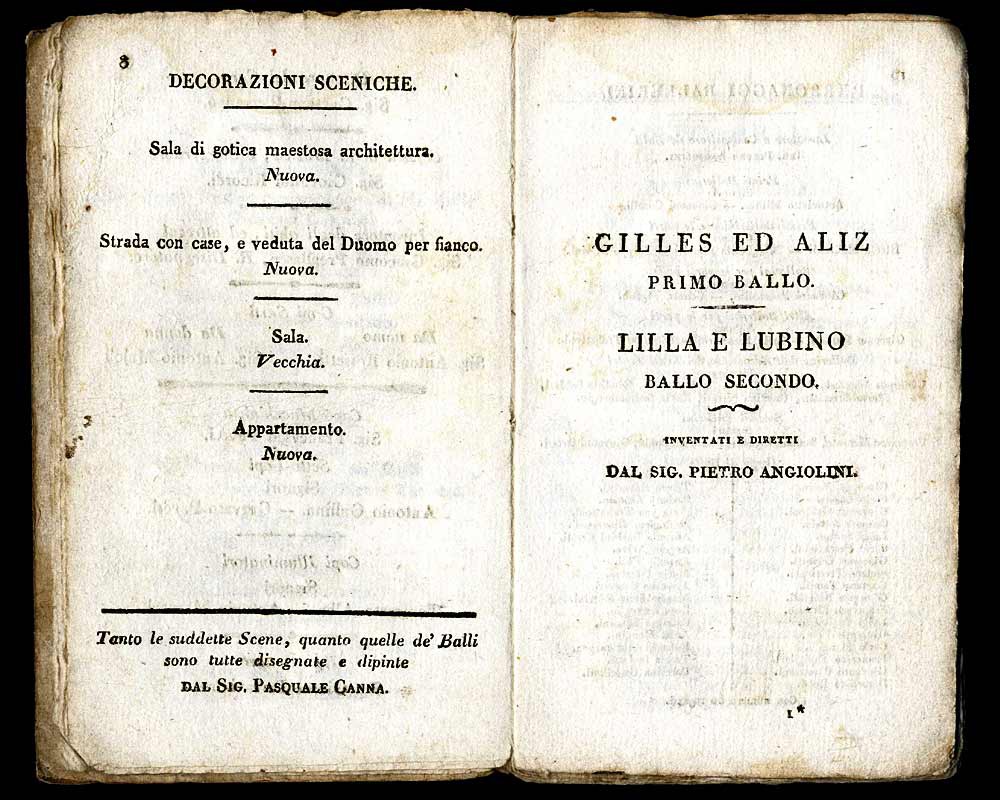 8
DECORAZIONI SCENICHE.
Sala di gotica maestosa architettura.
Nuova.
Strada con case, e veduta del Duomo per fianco.
Nuova.
Sala.
Vecchia.
Appartamento.
Nuova.
Tanto le suddette Scene, quanto quelle de' Balli
sono tutte disegnate e dipinte
DAL SIG. PASQUALE CANNA.
GILLES ED ALIZ
PRIMO BALLO.
LILLA E LUBINO
BALLO SECONDO.
INVENTATI E DIRETTI
DAL SIG. PIETRO ANGIOLINI.
1*